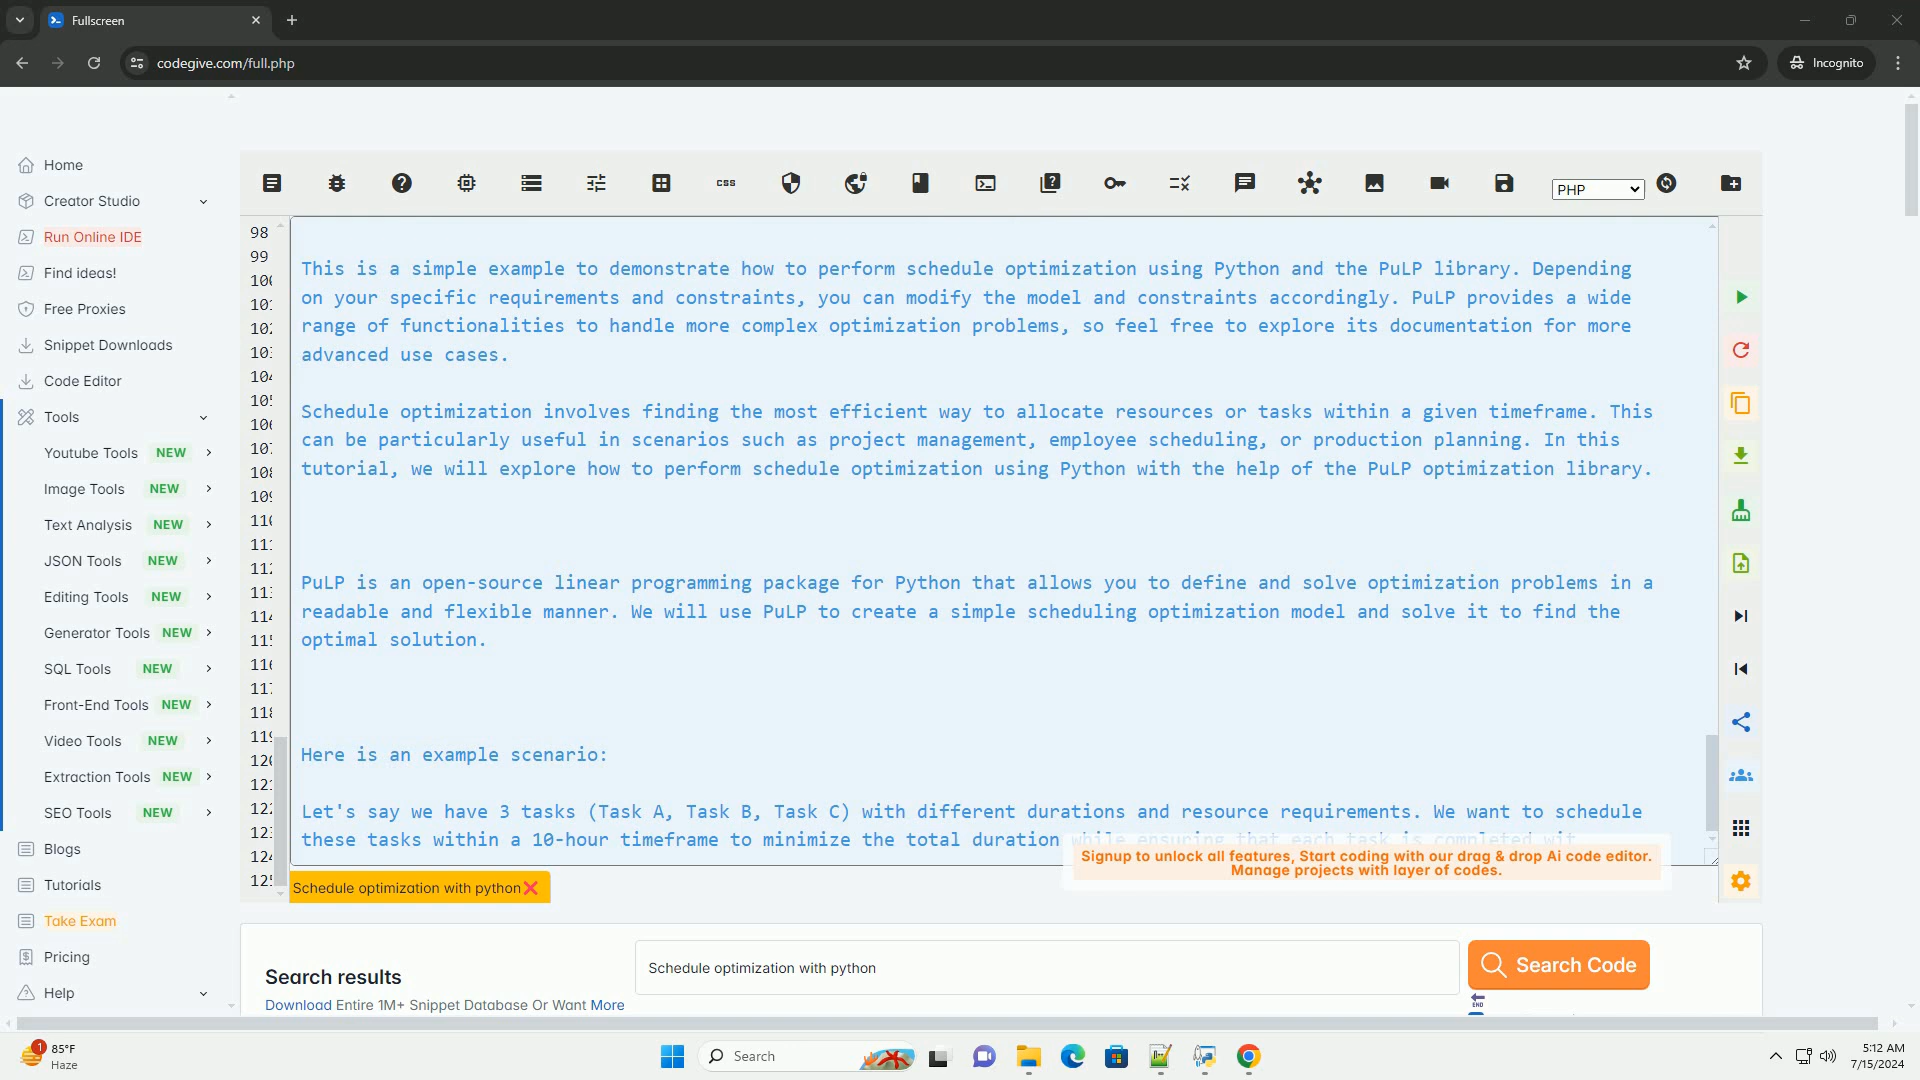 Fullscreen
codegive.com/full.php
Incognito
Home
Creator Studio
Run Online IDE
Find ideas!
Free Proxies
Snippet Downloads
Code Editor
Tools
Youtube Tools NEW
Image Tools NEW
Text Analysis NEW
JSON Tools NEW
Editing Tools NEW
Generator Tools NEW
SQL Tools NEW
Front-End Tools NEW
Video Tools NEW
Extraction Tools NEW
SEO Tools NEW
Blogs
Tutorials
Take Exam
Pricing
Help
css
PHP
98
99
This is a simple example to demonstrate how to perform schedule optimization using Python and the PuLP library. Depending
on your specific requirements and constraints, you can modify the model and constraints accordingly. PuLP provides a wide
range of functionalities to handle more complex optimization problems, so feel free to explore its documentation for more
advanced use cases.
Schedule optimization involves finding the most efficient way to allocate resources or tasks within a given timeframe. This
can be particularly useful in scenarios such as project management, employee scheduling, or production planning. In this
tutorial, we will explore how to perform schedule optimization using Python with the help of the PuLP optimization library.
PuLP is an open-source linear programming package for Python that allows you to define and solve optimization problems in a
readable and flexible manner. We will use PuLP to create a simple scheduling optimization model and solve it to find the
optimal solution.
Here is an example scenario:
Let's say we have 3 tasks (Task A, Task B, Task C) with different durations and resource requirements. We want to schedule
these tasks within a 10-hour timeframe to minimize the total duration while ensuring that each task is completed wit
Signup to unlock all features, Start coding with our drag & drop Ai code editor.
Manage projects with layer of codes.
Schedule optimization with python
Search results
Download Entire 1M+ Snippet Database Or Want More
Schedule optimization with python
Search Code
END
1
85°F
Haze
Search
5:12 AM
7/15/2024